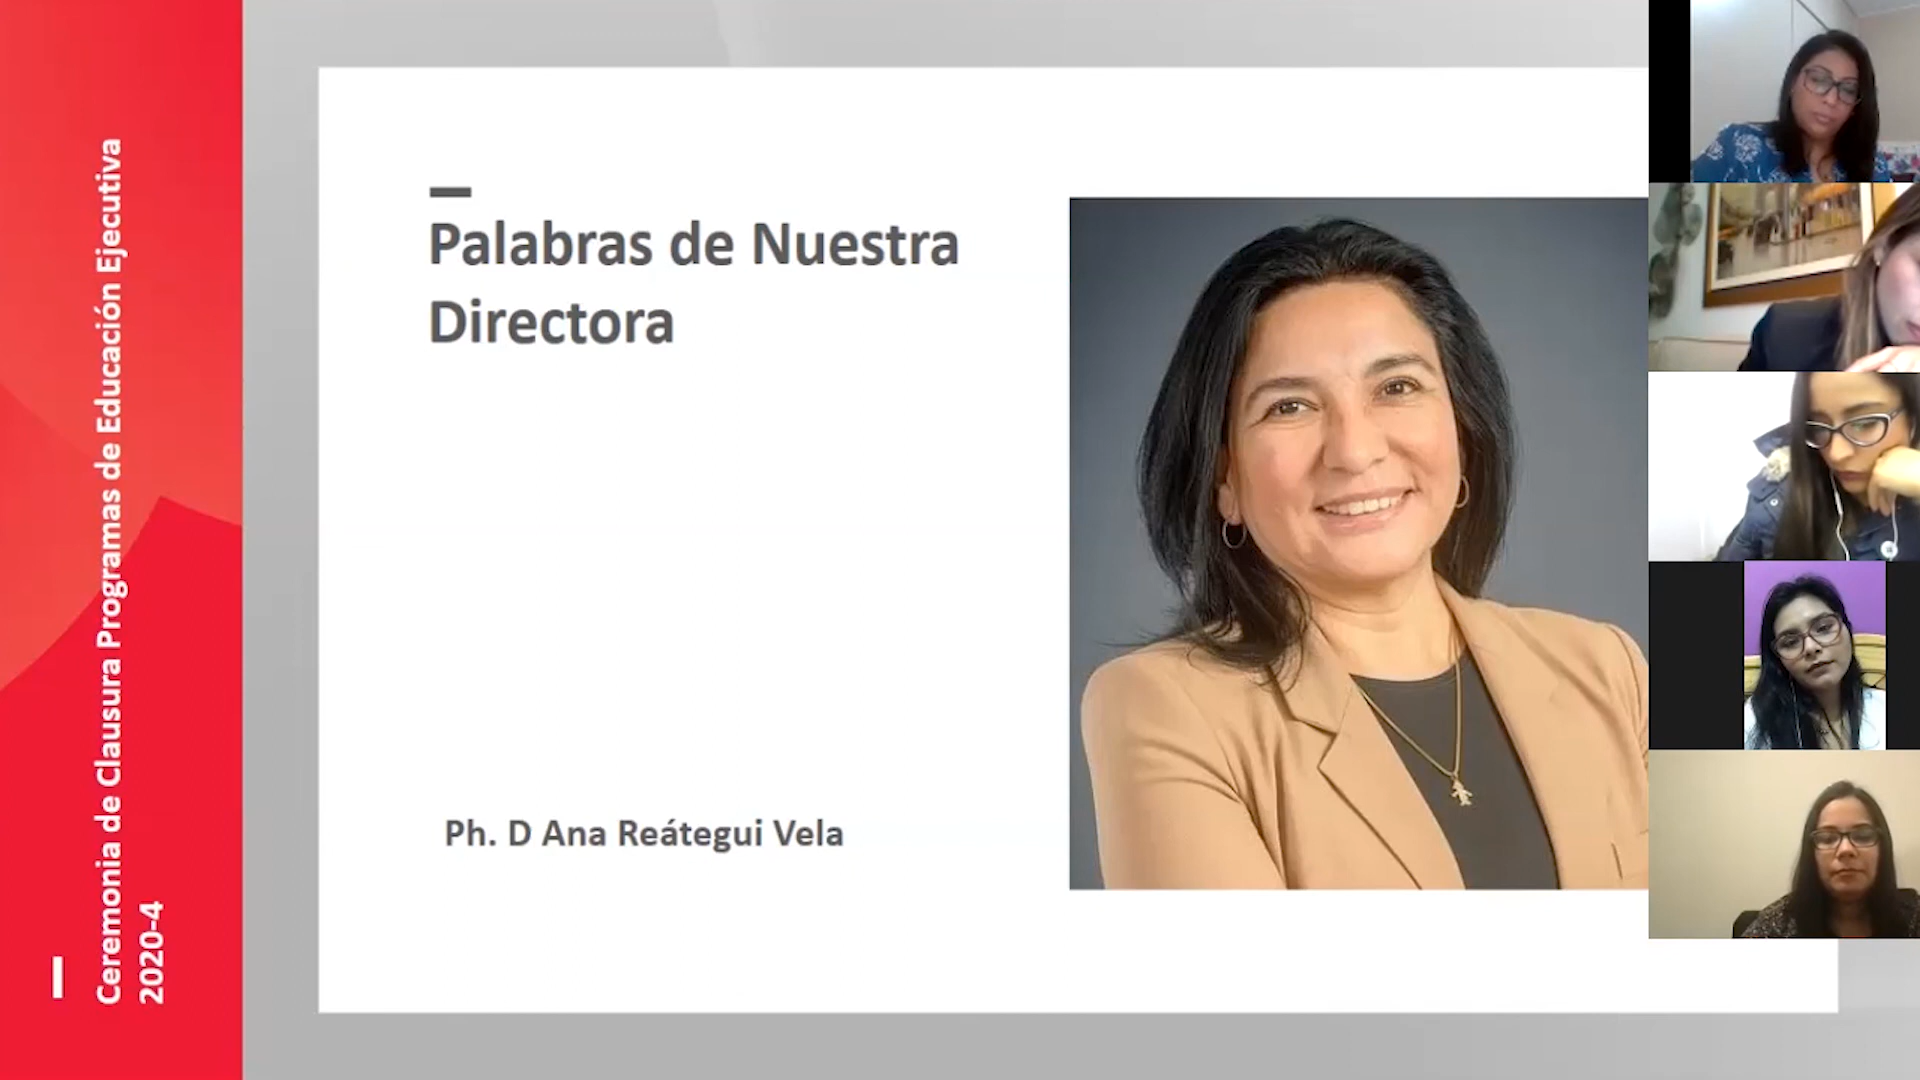 Ceremonia de Clausura Programas de Educación Ejecutiva
2020-4
Palabras de Nuestra
Directora
Ph. D Ana Reátegui Vela